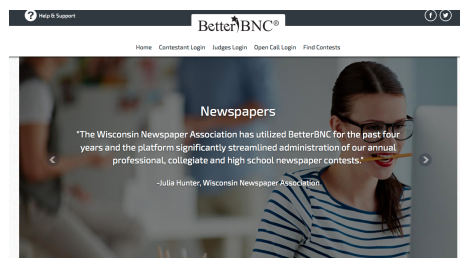 Help & Support
BetterBNC®
Home Contestant Login Judges Login Open Call Login Find Contests
Newspapers
"The Wisconsin Newspaper Association has utilized BetterBNC for the past four
years and the platform significantly streamlined administration of our annual
professional, collegiate and high school newspaper contests."
-Julia Hunter, Wisconsin Newspaper Association